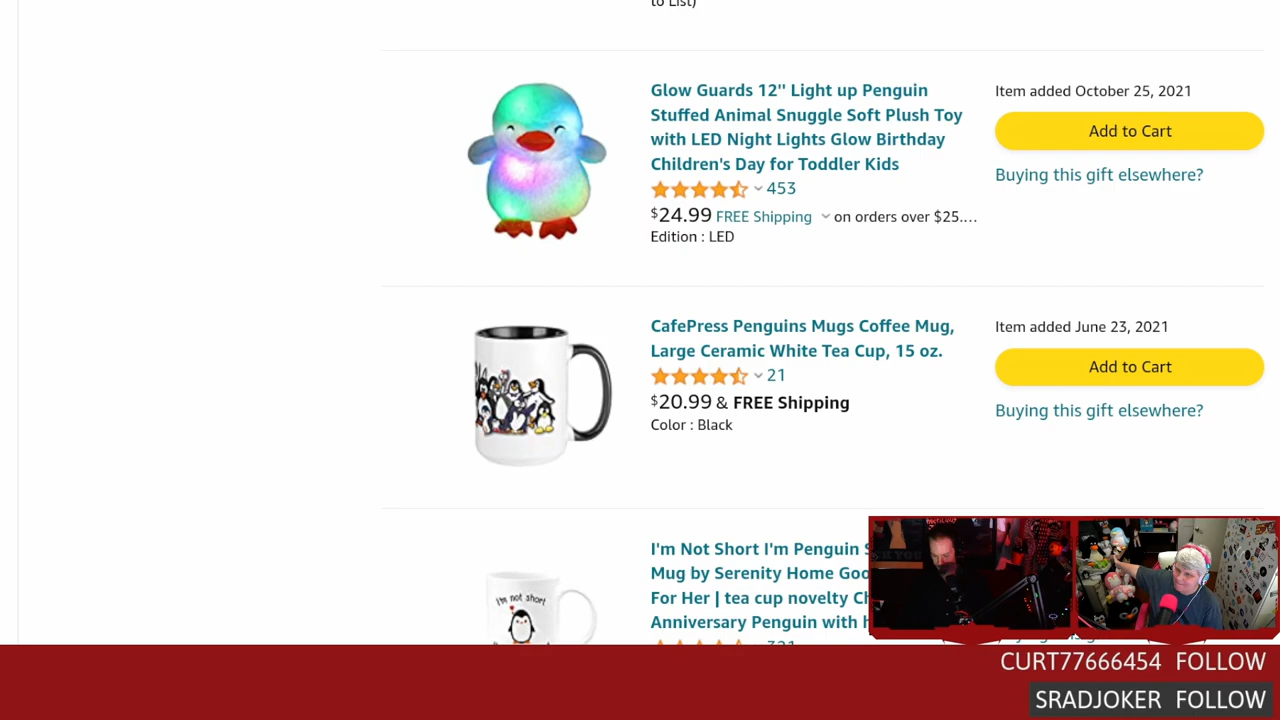 to List)
Glow Guards 12'' Light up Penguin
Stuffed Animal Snuggle Soft Plush Toy
with LED Night Lights Glow Birthday
Children's Day for Toddler Kids
453
$24.99 FREE Shipping on orders over $25....
Edition : LED
Item added October 25, 2021
Add to Cart
Buying this gift elsewhere?
CafePress Penguins Mugs Coffee Mug,
Large Ceramic White Tea Cup, 15 oz.
21
$20.99 & FREE Shipping
Color : Black
Item added June 23, 2021
Add to Cart
Buying this gift elsewhere?
I'm not short
I'm Not Short I'm Penguin
Mug by Serenity Home
For Her | tea cup novelty
Anniversary Penguin with
CURT77666454 FOLLOW
SRADJOKER FOLLOW